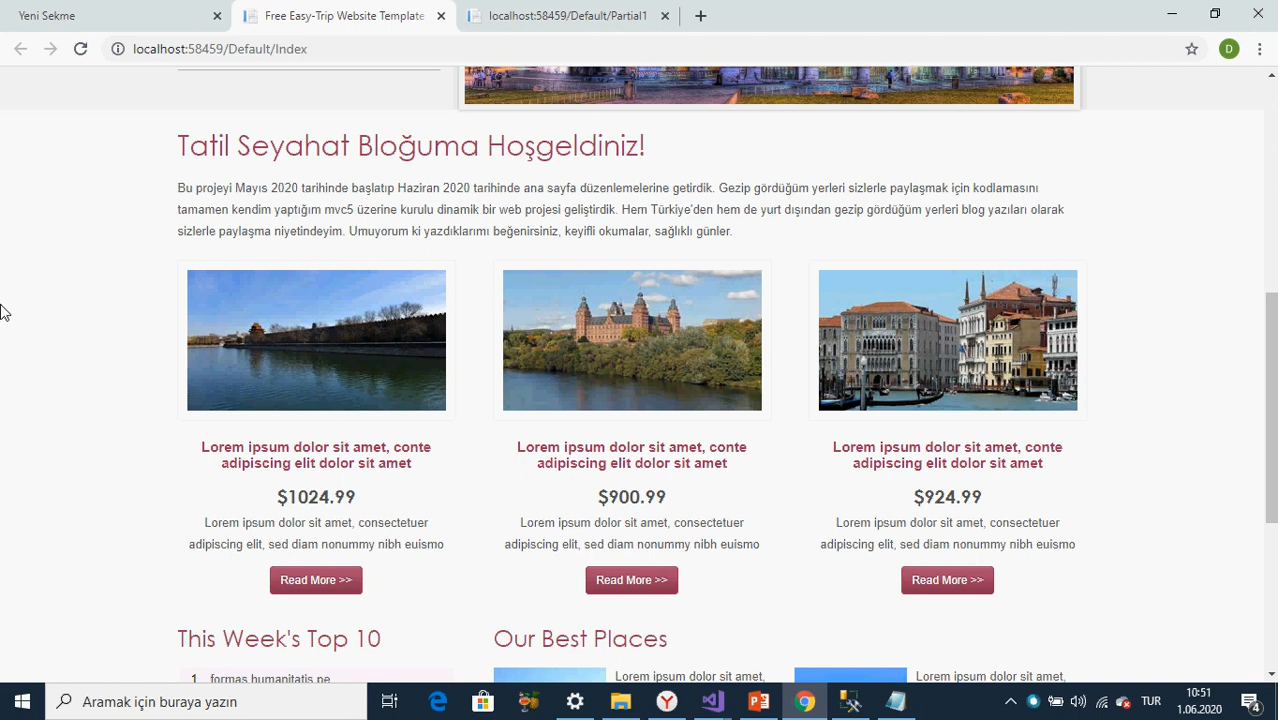 Yeni Sekme
Free Easy-Trip Website Template
localhost:58459/Default/Partial1
localhost:58459/Default/Index
D
Tatil Seyahat Bloğuma Hoşgeldiniz!
Bu projeyi Mayıs 2020 tarihinde başlatıp Haziran 2020 tarihinde ana sayfa düzenlemelerine getirdik. Gezip gördüğüm yerleri sizlerle paylaşmak için kodlamasını
tamamen kendim yaptığım mvc5 üzerine kurulu dinamik bir web projesi geliştirdik. Hem Türkiye'den hem de yurt dışından gezip gördüğüm yerleri blog yazıları olarak
sizlerle paylaşma niyetindeyim. Umuyorum ki yazdıklarımı beğenirsiniz, keyifli okumalar, sağlıklı günler.
Lorem ipsum dolor sit amet, conte
adipiscing elit dolor sit amet
$1024.99
Lorem ipsum dolor sit amet, consectetuer
adipiscing elit, sed diam nonummy nibh euismo
Read More >>
Lorem ipsum dolor sit amet, conte
adipiscing elit dolor sit amet
$900.99
Lorem ipsum dolor sit amet, consectetuer
adipiscing elit, sed diam nonummy nibh euismo
Read More >>
Lorem ipsum dolor sit amet, conte
adipiscing elit dolor sit amet
$924.99
Lorem ipsum dolor sit amet, consectetuer
adipiscing elit, sed diam nonummy nibh euismo
Read More >>
This Week's Top 10
1 formas humanitatis pe
Our Best Places
Lorem ipsum dolor sit amet,
Lorem ipsum dolor sit amet,
Aramak için buraya yazın
TUR
10:51
1.06.2020
4